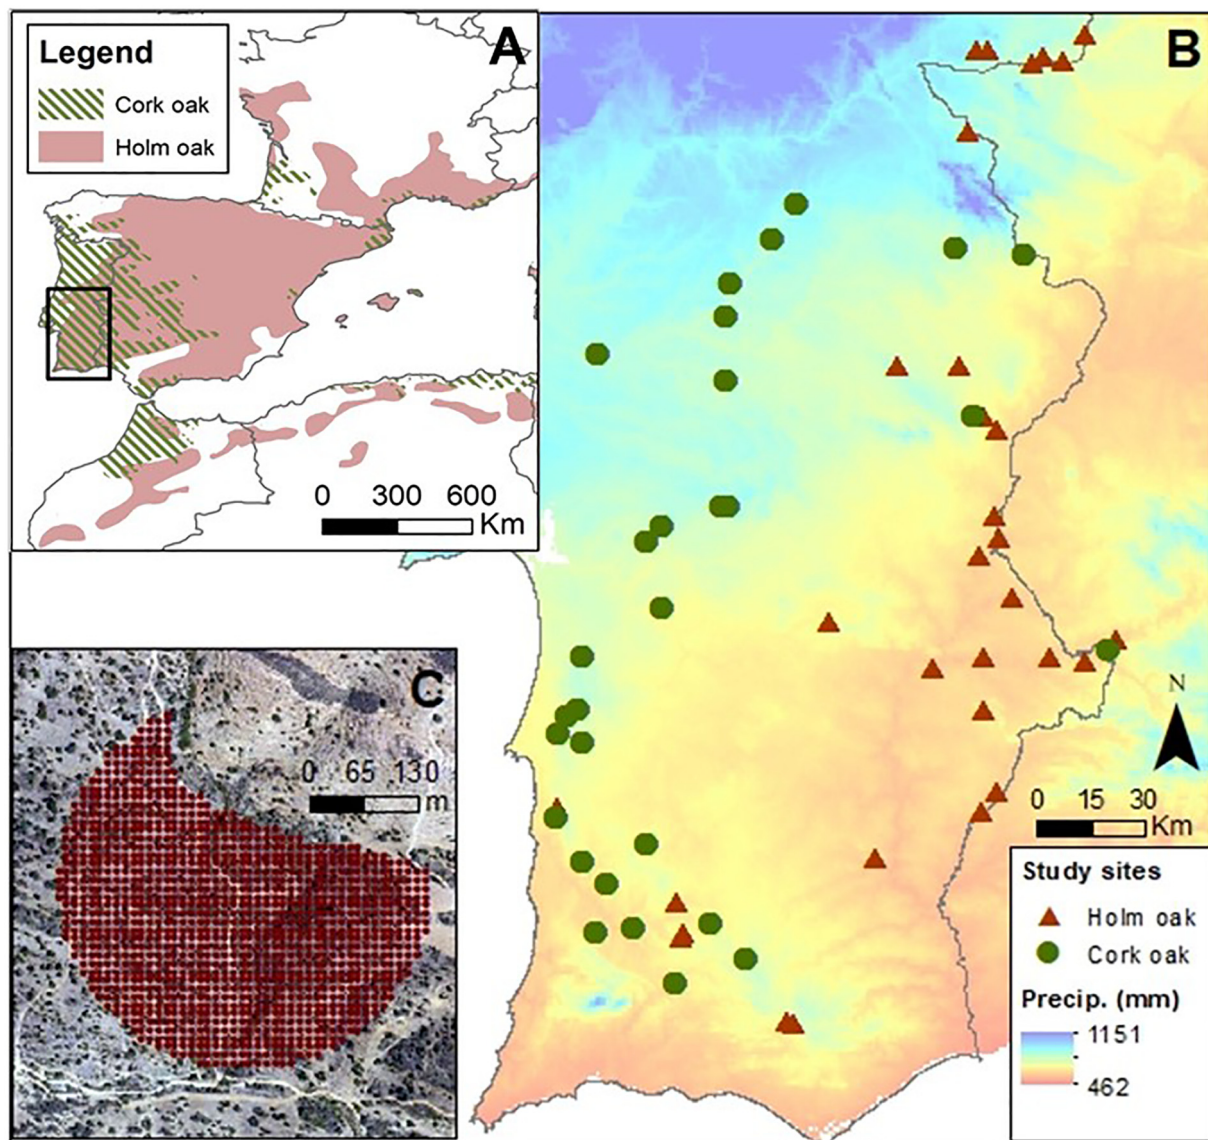 Legend
Cork oak
Holm oak
A
0 300 600
Km
B
N
0 15 30
Km
Study sites
Holm oak
Cork oak
Precip. (mm)
1151
462
C
0 65 130
m